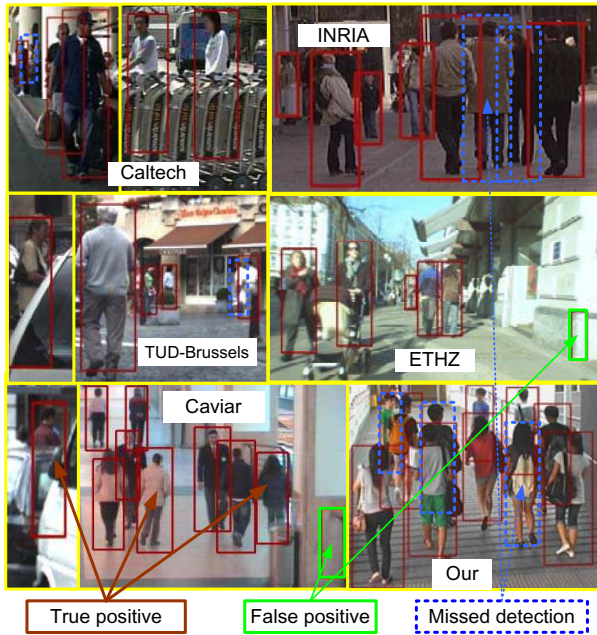 INRIA
Caltech
TUD-Brussels
ETHZ
Caviar
Our
True positive
False positive
Missed detection